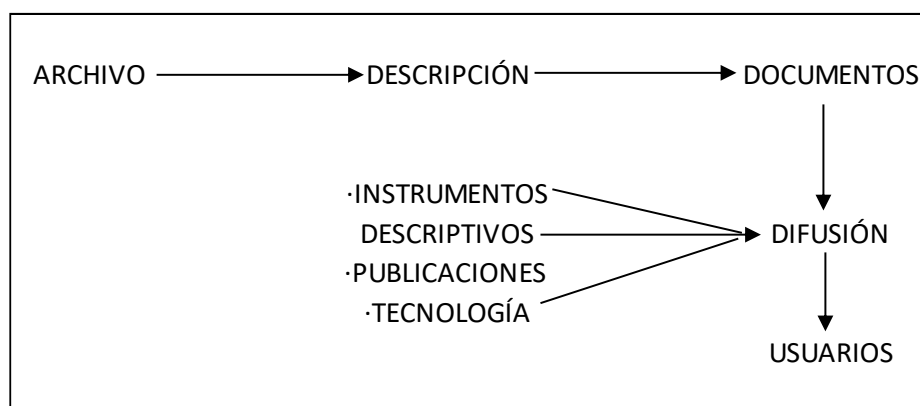 ARCHIVO DESCRIPCIÓN DOCUMENTOS
·INSTRUMENTOS
DESCRIPTIVOS DIFUSIÓN
·PUBLICACIONES
·TECNOLOGÍA
USUARIOS